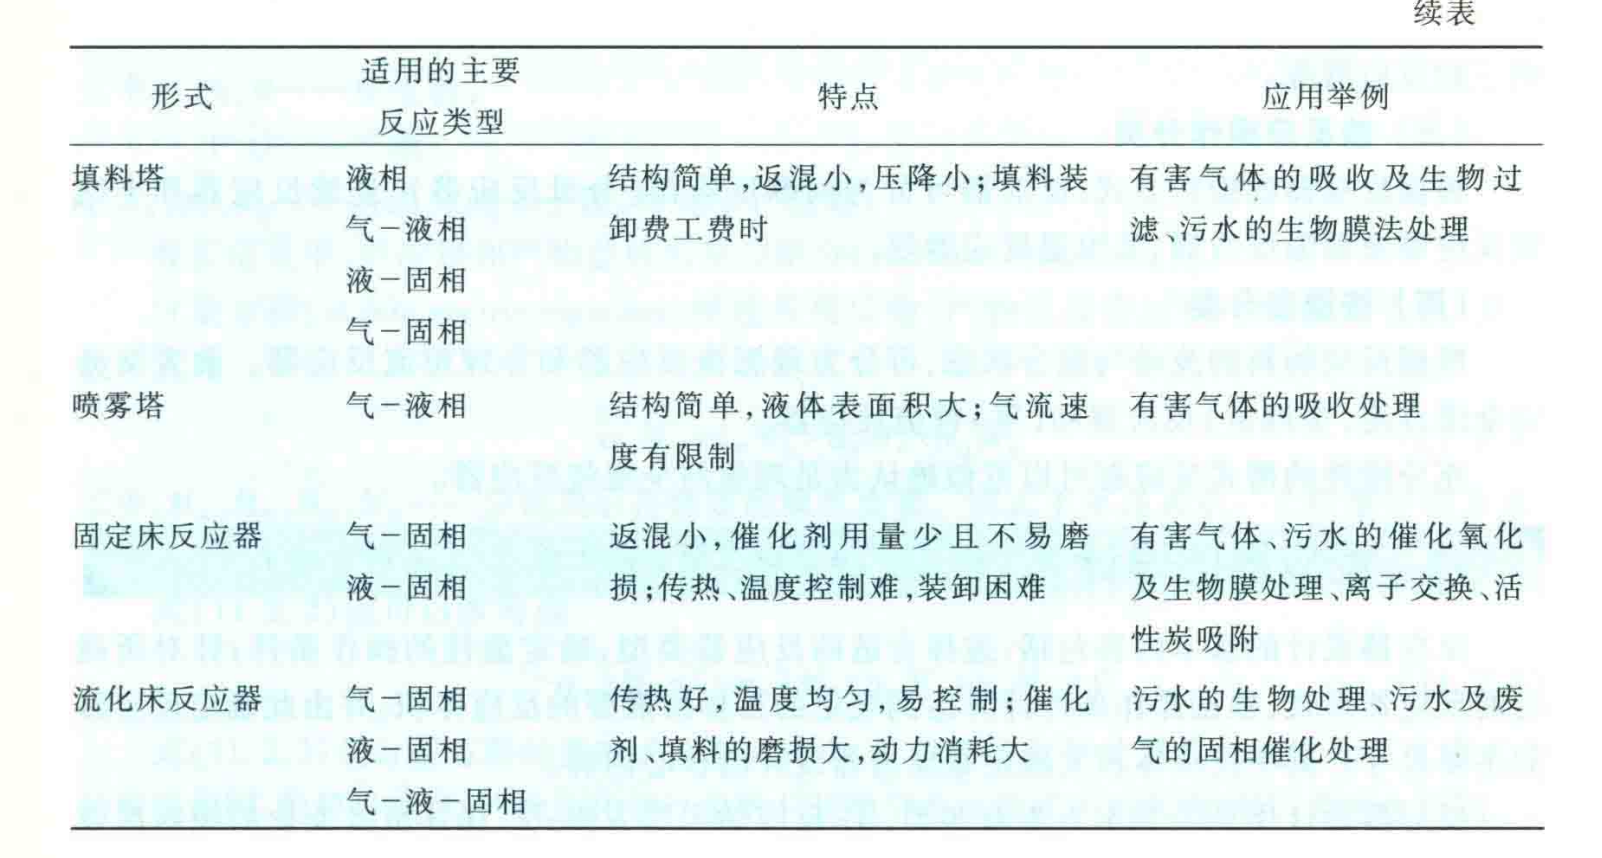 续表
形式 适用的主要反应类型 特点 应用举例
填料塔 液相 结构简单,返混小,压降小;填料装 有害气体的吸收及生物过
气-液相 卸费工费时 滤、污水的生物膜法处理
液-固相
气-固相
喷雾塔 气-液相 结构简单,液体表面积大;气流速 有害气体的吸收处理
度有限制
固定床反应器 气-固相 返混小,催化剂用量少且不易磨 有害气体、污水的催化氧化
液-固相 损;传热、温度控制难,装卸困难 及生物膜处理、离子交换、活
性炭吸附
流化床反应器 气-固相 传热好,温度均匀,易控制;催化 污水的生物处理、污水及废
液-固相 剂、填料的磨损大,动力消耗大 气的固相催化处理
气-液-固相